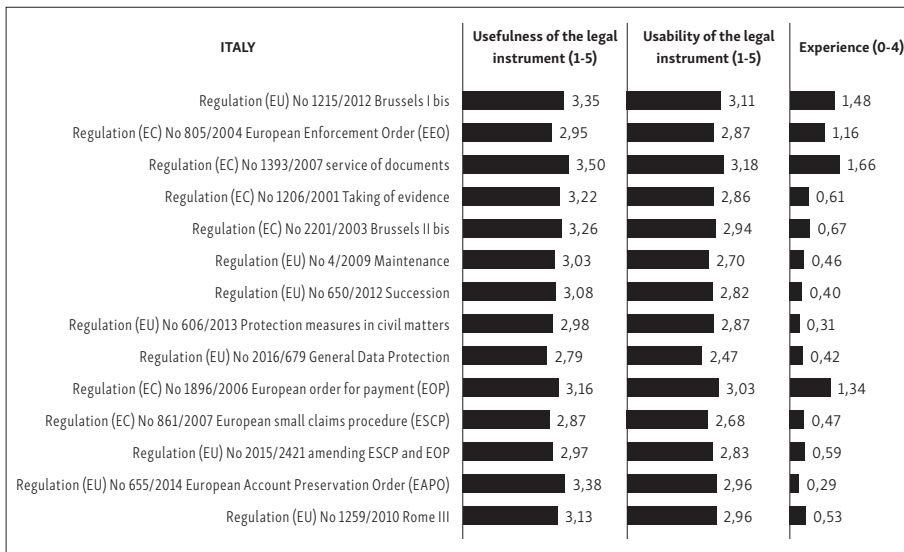 ITALY Usefulness of the legal instrument (1-5) Usability of the legal instrument (1-5) Experience (0-4)
Regulation (EU) No 1215/2012 Brussels I bis 3,35 3,11 1,48
Regulation (EC) No 805/2004 European Enforcement Order (EEO) 2,95 2,87 1,16
Regulation (EC) No 1393/2007 service of documents 3,50 3,18 1,66
Regulation (EC) No 1206/2001 Taking of evidence 3,22 2,86 0,61
Regulation (EC) No 2201/2003 Brussels II bis 3,26 2,94 0,67
Regulation (EU) No 4/2009 Maintenance 3,03 2,70 0,46
Regulation (EU) No 650/2012 Succession 3,08 2,82 0,40
Regulation (EU) No 606/2013 Protection measures in civil matters 2,98 2,87 0,31
Regulation (EU) No 2016/679 General Data Protection 2,79 2,47 0,42
Regulation (EC) No 1896/2006 European order for payment (EOP) 3,16 3,03 1,34
Regulation (EC) No 861/2007 European small claims procedure (ESCP) 2,87 2,68 0,47
Regulation (EU) No 2015/2421 amending ESCP and EOP 2,97 2,83 0,59
Regulation (EU) No 655/2014 European Account Preservation Order (EAPO) 3,38 2,96 0,29
Regulation (EU) No 1259/2010 Rome III 3,13 2,96 0,53